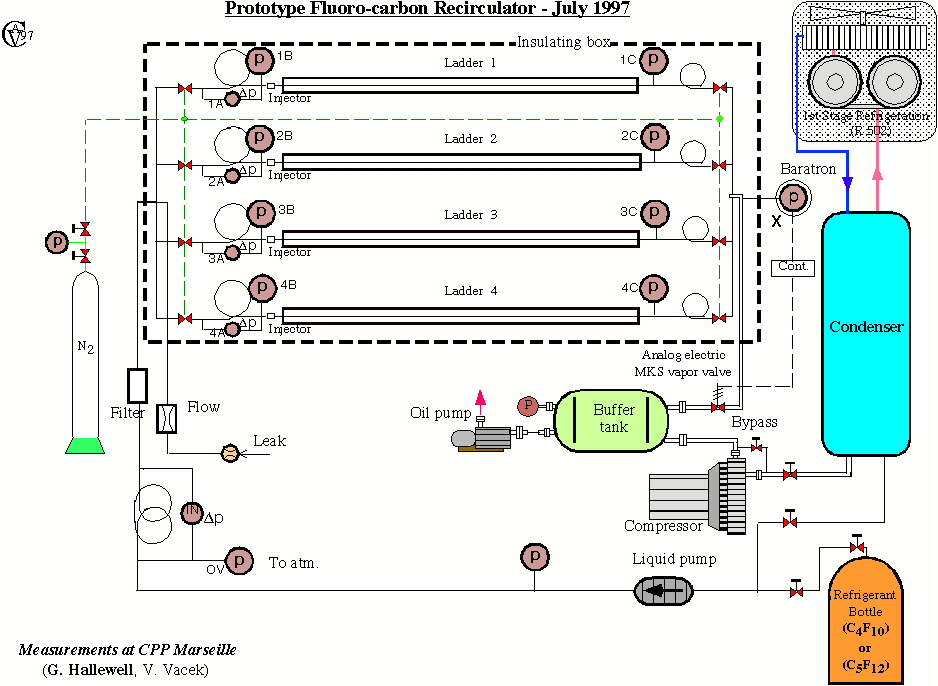 Prototype Fluoro-carbon Recirculator - July 1997
97
Insulating box
p 1B
Ladder 1
1C p
1A
Δp
Injector
1st Stage Refrigeration
(R 502)
p 2B
Ladder 2
2C p
2A
Injector
Baratron
p
X
p 3B
Ladder 3
3C p
3A
Δp
Injector
p
Cont.
p 4B
Ladder 4
4C p
4A
Δp
Injector
Condenser
N2
Analog electric
MKS vapor valve
Filter
Flow
Leak
Oil pump
P
Buffer
tank
Bypass
IN
Δp
Compressor
OV
p
To atm.
p
Liquid pump
Refrigerant
Bottle
(C4F10)
or
(C5F12)
Measurements at CPP Marseille
(G. Hallewell, V. Vacek)